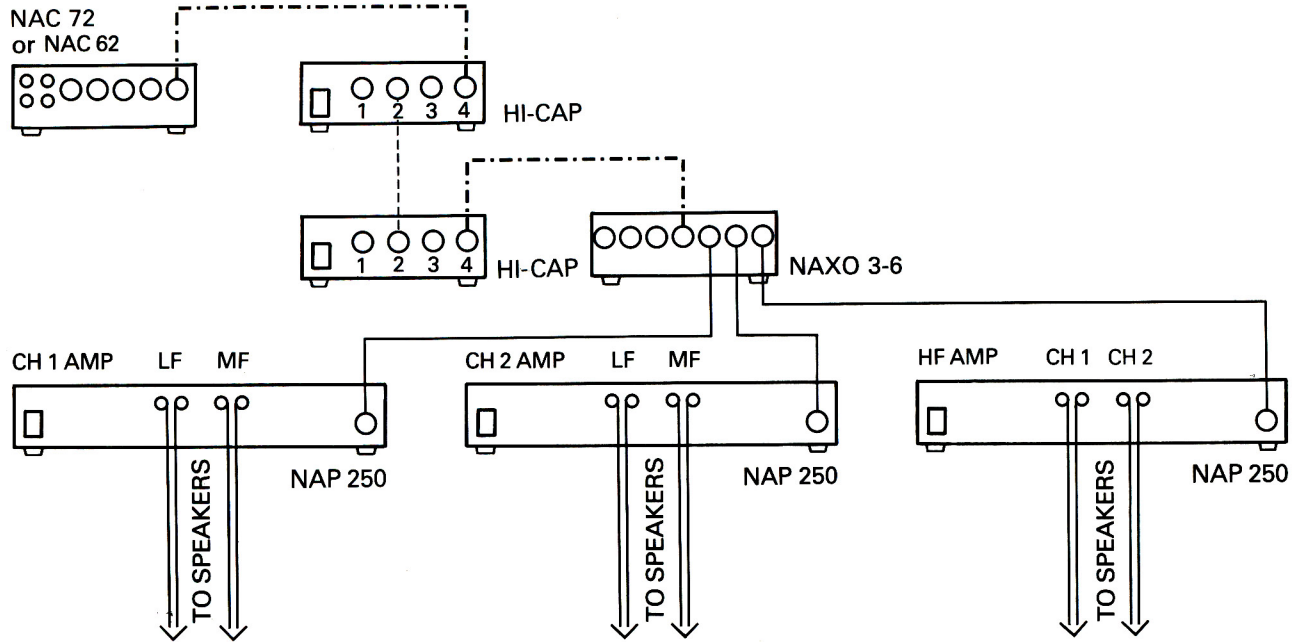 NAC 72
or NAC 62
1 2 3 4
HI-CAP
1 2 3 4
HI-CAP
NAXO 3-6
CH 1 AMP LF MF
CH 2 AMP LF MF
HF AMP CH 1 CH 2
NAP 250
NAP 250
NAP 250
TO SPEAKERS
TO SPEAKERS
TO SPEAKERS